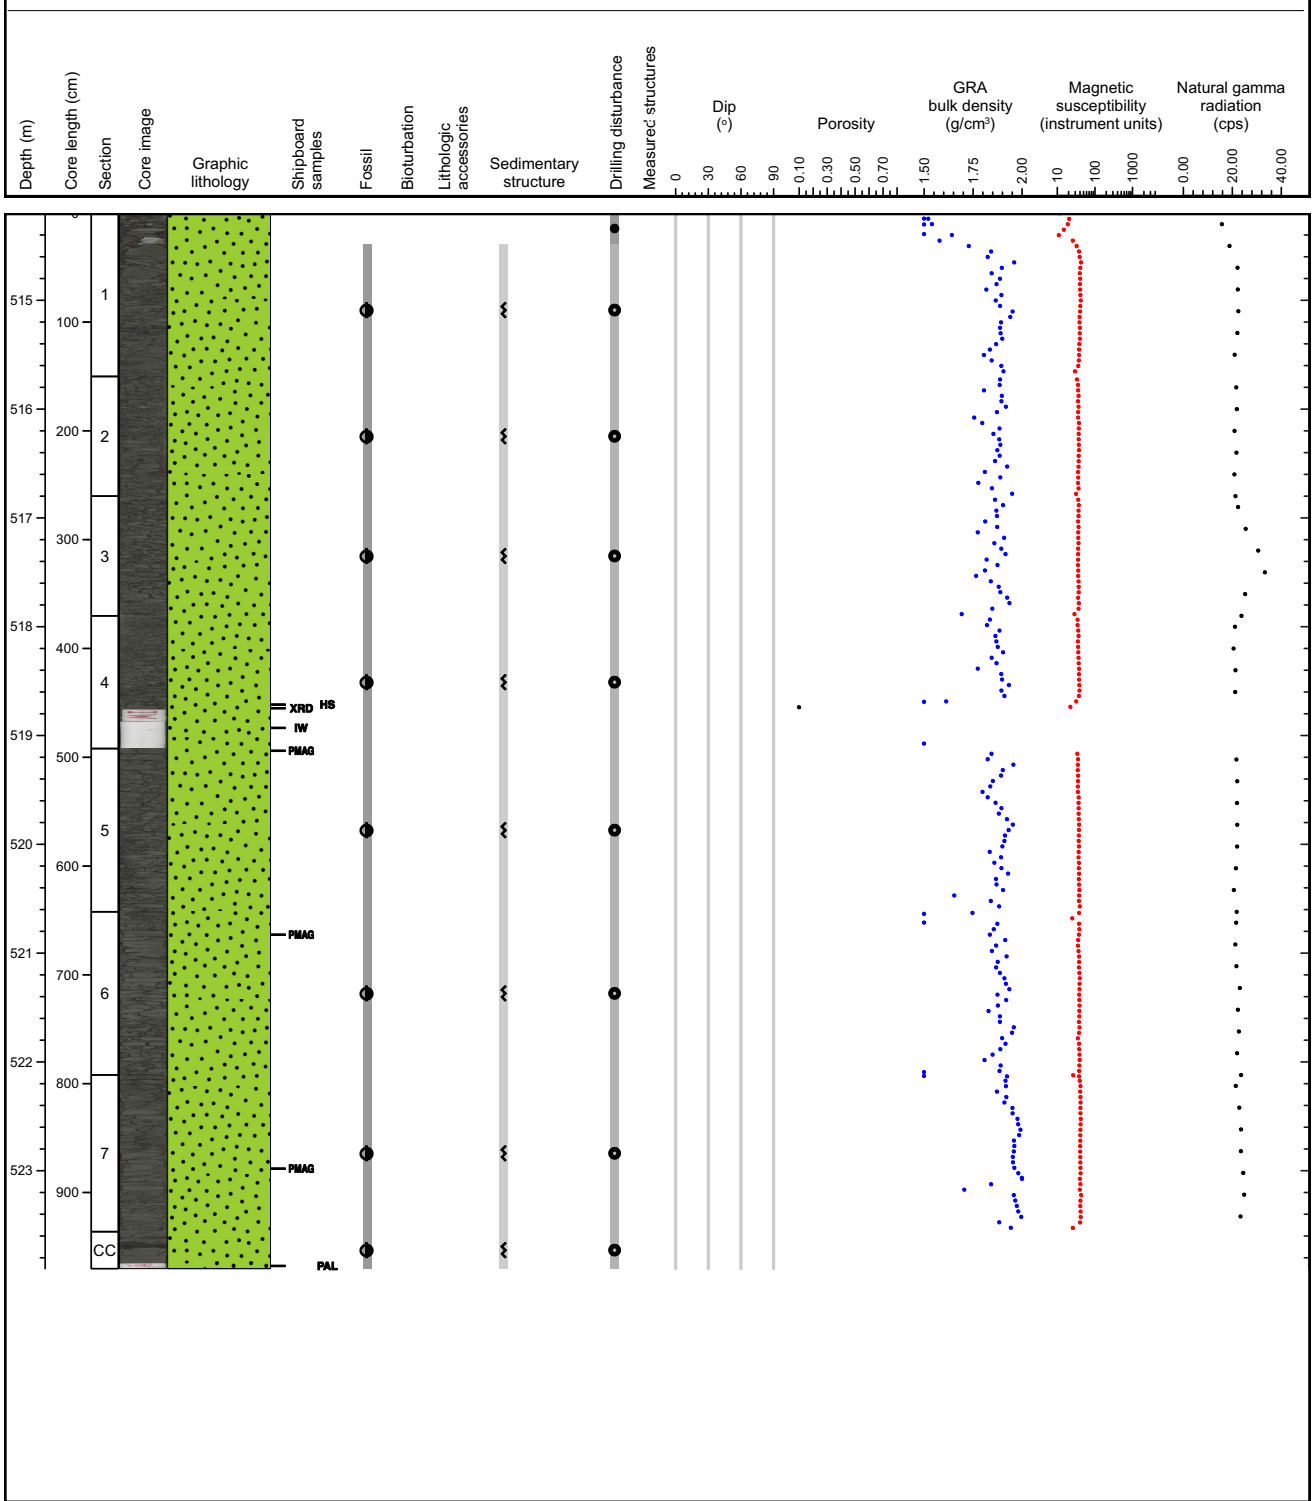 Depth (m)
Core length (cm)
Section
Core image
Graphic
lithology
Shipboard
samples
Fossil
Bioturbation
Lithologic
accessories
Sedimentary
structure
Drilling disturbance
Measured structures
Dip
(°)
0 30 60 90
Porosity
0.10 0.30 0.50 0.70
GRA
bulk density
(g/cm³)
1.50 1.75 2.00
Magnetic
susceptibility
(instrument units)
10 100 1000
Natural gamma
radiation
(cps)
0.00 20.00 40.00
1
515
100
516
2
200
517
3
300
518
400
4
HS
XRD
IW
519
PMAG
500
5
520
600
PMAG
521
700
6
522
800
7
523
PMAG
900
CC
PAL